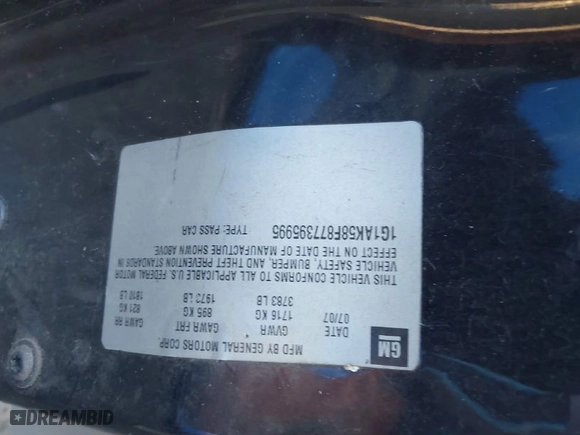 MFD BY GENERAL MOTORS CORP.
GM
DATE GVWR GAWR FRT GAWR RR
07/07 1716 KG 895 KG 821 KG
3783 LB 1973 LB 1810 LB
THIS VEHICLE CONFORMS TO ALL APPLICABLE U.S. FEDERAL MOTOR
VEHICLE SAFETY, BUMPER, AND THEFT PREVENTION STANDARDS IN
EFFECT ON THE DATE OF MANUFACTURE SHOWN ABOVE.
1G1AK58F877395995 TYPE: PASS CAR
DREAMBID